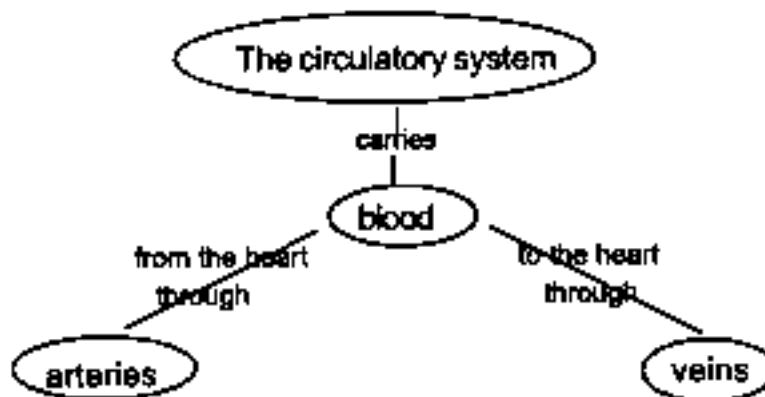 The circulatory system
carries
blood
from the heart
through
to the heart
through
arteries
veins